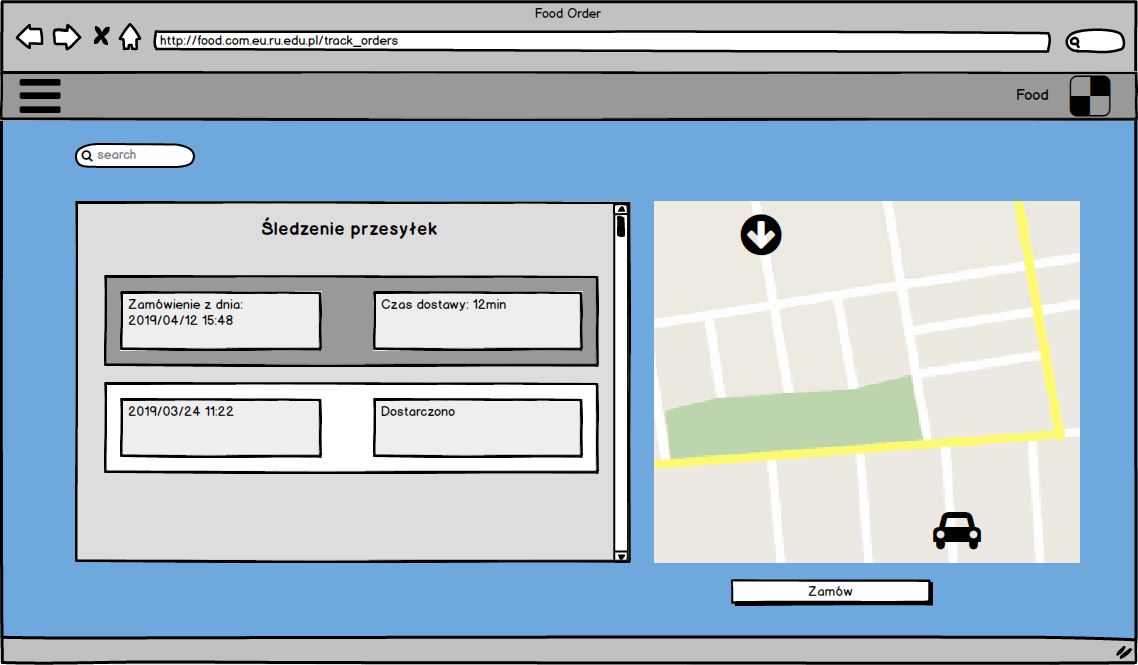 Food Order
http://food.com.eu.ru.edu.pl/track_orders
Food
search
Śledzenie przesyłek
Zamówienie z dnia:
2019/04/12 15:48
Czas dostawy: 12min
2019/03/24 11:22
Dostarczono
Zamów